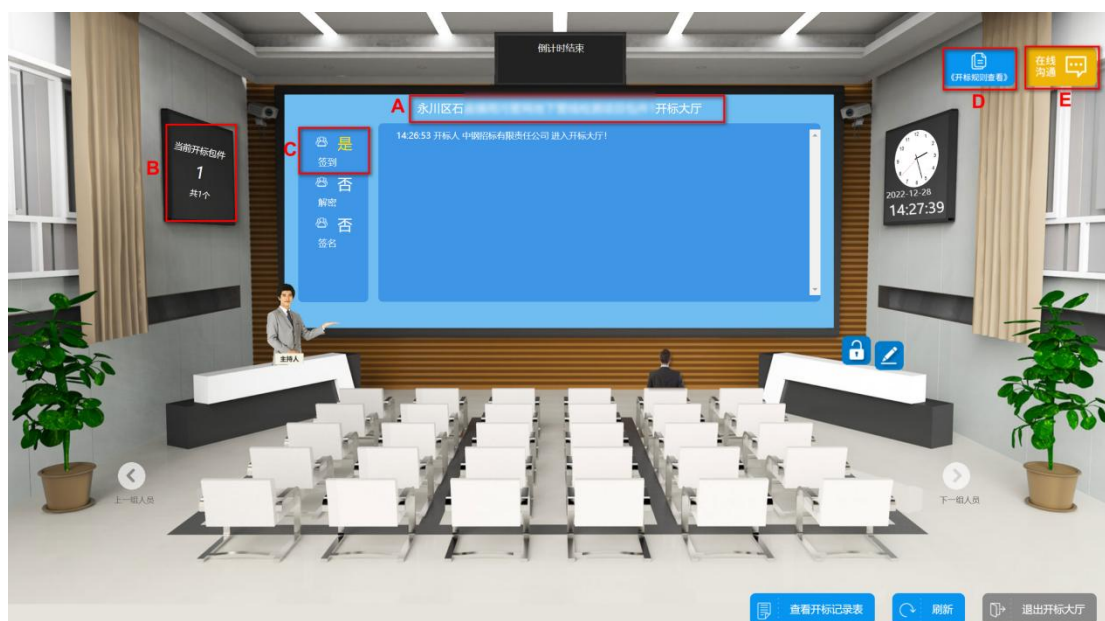 倒计时结束
《开标规则查看》
D
在线
沟通
E
A
永川区石
开标大厅
B
当前开标包件
1
共1个
C
是
签到
否
解密
否
签名
14:26:53 开标人 中钢招标有限责任公司 进入开标大厅!
2022-12-28
14:27:39
主持人
上一组人员
下一组人员
查看开标记录表
刷新
退出开标大厅